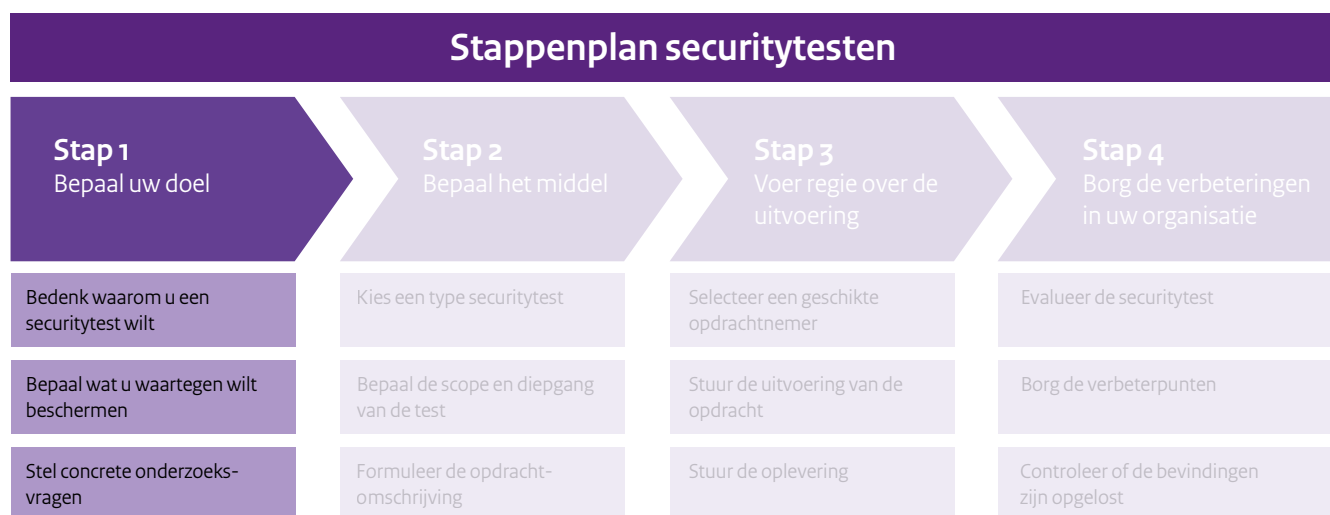 Stappenplan securitytesten
Stap 1
Bepaal uw doel
Stap 2
Bepaal het middel
Stap 3
Voer regie over de
uitvoering
Stap 4
Borg de verbeteringen
in uw organisatie
Bedenk waarom u een
securitytest wilt
Kies een type securitytest
Selecteer een geschikte
opdrachtnemer
Evalueer de securitytest
Bepaal wat u waartegen wilt
beschermen
Bepaal de scope en diepgang
van de test
Stuur de uitvoering van de
opdracht
Borg de verbeterpunten
Stel concrete onderzoeks-
vragen
Formuleer de opdracht-
omschrijving
Stuur de oplevering
Controleer of de bevindingen
zijn opgelost